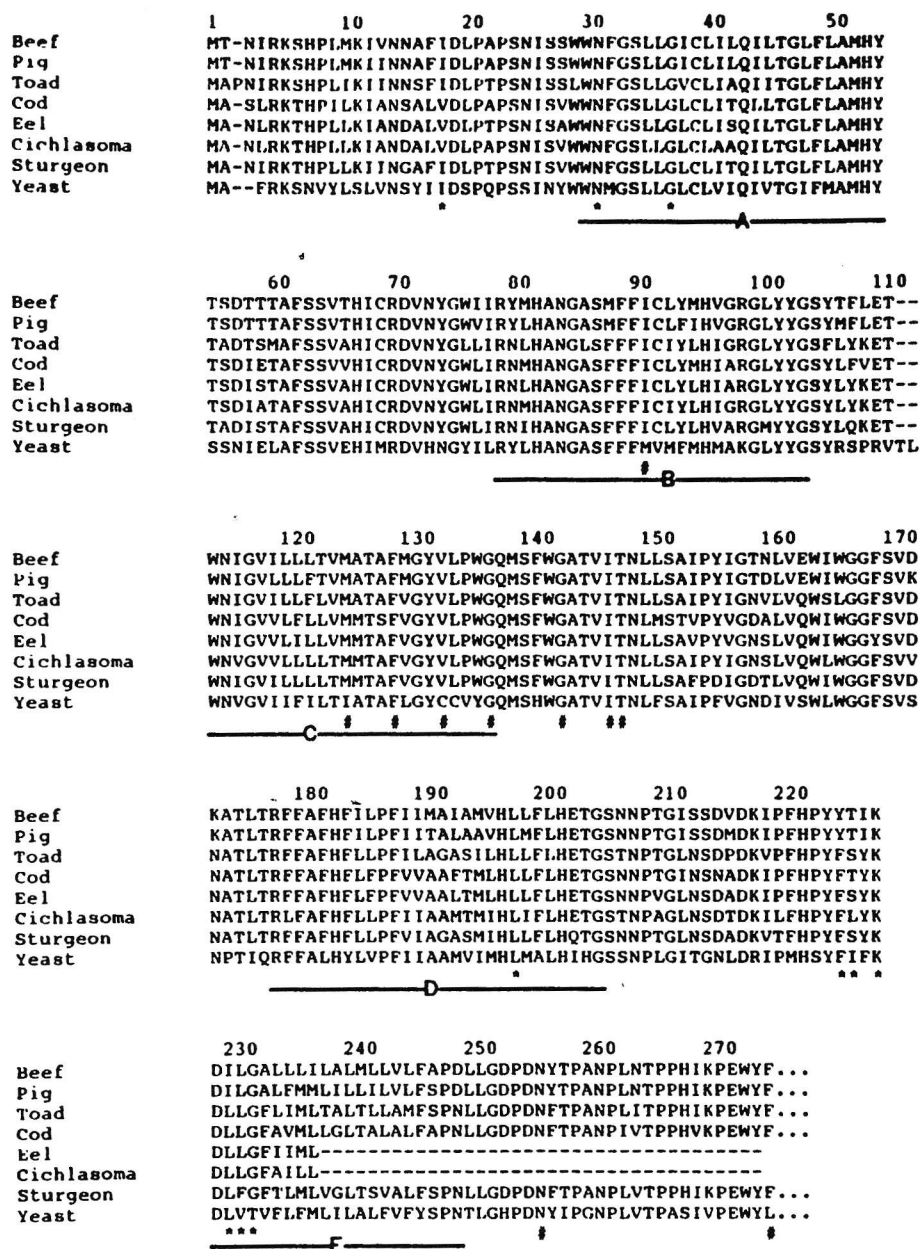 1 10 20 30 40 50
Beef MT-NIRKSHPLMKIVNNAFIDLPAPSNISSWWNFGSLLGICLILQILTGLFLAMHY
Pig MT-NIRKSHPLMKIINNAFIDLPAPSNISSWWNFGSLLGICLILQILTGLFLAMHY
Toad MAPNIRKSHPLIKIINNSFIDLPTPSNISSLWNFGSLLGVCLIAQIITGLFLAMHY
Cod MA-SLRKTHPILKIANSALVDLPAPSNISVWWNFGSLLGLCLITQLLTGLFLAMHY
Eel MA-NLRKTHPLLKIANDALVDLPTPSNISAWWNFGSLLGLCLISQILTGLFLAMHY
Cichlasoma MA-NLRKTHPLLKIANDALVDLPAPSNISVWWNFGSLLGLCLAAQILTGLFLAMHY
Sturgeon MA-NIRKTHPLLKIINGAFIDLPTPSNISVWWNFGSLLGLCLITQILTGLFLAMHY
Yeast MA--FRKSNVYLSLVNSYIIDSPQPSSINYWWNMGSLLGLCLVIQIVTGIFMAMHY
* * *
A
60 70 80 90 100 110
Beef TSDTTTAFSSVTHICRDVNYGWIIRYMHANGASMFFICLYMHVGRGLYYGSYTFLET--
Pig TSDTTTAFSSVTHICRDVNYGWVIRYLHANGASMFFICLFIHVGRGLYYGSYMFLET--
Toad TADTSMAFSSVAHICRDVNYGLLIRNLHANGLSFFFICIYLHIGRGLYYGSFLYKET--
Cod TSDIETAFSSVVHICRDVNYGWLIRNMHANGASFFFICLYMHIARGLYYGSYLFVET--
Eel TSDISTAFSSVAHICRDVNYGWLIRNLHANGASFFFICIYLHIARGLYYGSYLYKET--
Cichlasoma TSDIATAFSSVAHICRDVNYGWLIRNMHANGASFFFICIYLHIGRGLYYGSYLYKET--
Sturgeon TADISTAFSSVAHICRDVNYGWLIRNIHANGASFFFICLYLHVARGMYYGSYLQKET--
Yeast SSNIELAFSSVEHIMRDVHNGYILRYLHANGASFFFMVMFMHMAKGLYYGSYRSPRVTL
#
B
120 130 140 150 160 170
Beef WNIGVILLLTVMATAFMGYVLPWGQMSFWGATVITNLLSAIPYIGTNLVEWIWGGFSVD
Pig WNIGVLLLFTVMATAFMGYVLPWGQMSFWGATVITNLLSAIPYIGTDLVEWIWGGFSVK
Toad WNIGVILLFLVMATAFVGYVLPWGQMSFWGATVITNLLSAIPYIGNVLVQWSLGGFSVD
Cod WNIGVVLFLLVMMTSFVGYVLPWGQMSFWGATVITNLMSTVPYVGDALVQWIWGGFSVD
Eel WNIGVVLILLVMMTAFVGYVLPWGQMSFWGATVITNLLSAVPYVGNSLVQWIWGGYSVD
Cichlasoma WNVGVVLLLLTMMTAFVGYVLPWGQMSFWGATVITNLLSAIPYIGNSLVQWLWGGFSVV
Sturgeon WNIGVILLLLTMMTAFVGYVLPWGQMSFWGATVITNLLSAFPDIGDTLVQWIWGGFSVD
Yeast WNVGVIIFILTIATAFLGYCCVYGQMSHWGATVITNLFSAIPFVGNDIVSWLWGGFSVS
# # # # # ##
C
180 190 200 210 220
Beef KATLTRFFAFHFILPFIIMAIAMVHLLFLHETGSNNPTGISSDVDKIPFHPYYTIK
Pig KATLTRFFAFHFILPFIITALAAVHLMFLHETGSNNPTGISSDMDKIPFHPYYTIK
Toad NATLTRFFAFHFLLPFILAGASILHLLFLHETGSTNPTGLNSDPDKVPFHPYFSYK
Cod NATLTRFFAFHFLFPFVVAAFTMLHLLFLHETGSNNPTGINSNADKIPFHPYFTYK
Eel NATLTRFFAFHFLFPFVVAALTMLHLLFLHETGSNNPVGLNSDADKIPFHPYFSYK
Cichlasoma NATLTRLFAFHFLLPFIIAAMTMIHLIFLHETGSTNPAGLNSDTDKILFHPYFLYK
Sturgeon NATLTRFFAFHFLLPFVIAGASMIHLLFLHQTGSNNPTGLNSDADKVTFHPYFSYK
Yeast NPTIQRFFALHYLVPFIIAAMVIMHLMALHIHGSSNPLGITGNLDRIPMHSYFIFK
* ** *
D
230 240 250 260 270
Beef DILGALLLILALMLLVLFAPDLLGDPDNYTPANPLNTPPHIKPEWYF...
Pig DILGALFMMLILLILVLFSPDLLGDPDNYTPANPLNTPPHIKPEWYF...
Toad DLLGFLIMLTALTLLAMFSPNLLGDPDNFTPANPLITPPHIKPEWYF...
Cod DLLGFAVMLLGLTALALFAPNLLGDPDNFTPANPIVTPPHVKPEWYF...
Eel DLLGFIIML--------------------------------------
Cichlasoma DLLGFAILL--------------------------------------
Sturgeon DLFGFTLMLVGLTSVALFSPNLLGDPDNFTPANPLVTPPHIKPEWYF...
Yeast DLVTVFLFMLILALFVFYSPNTLGHPDNYIPGNPLVTPASIVPEWYL...
*** # #
E